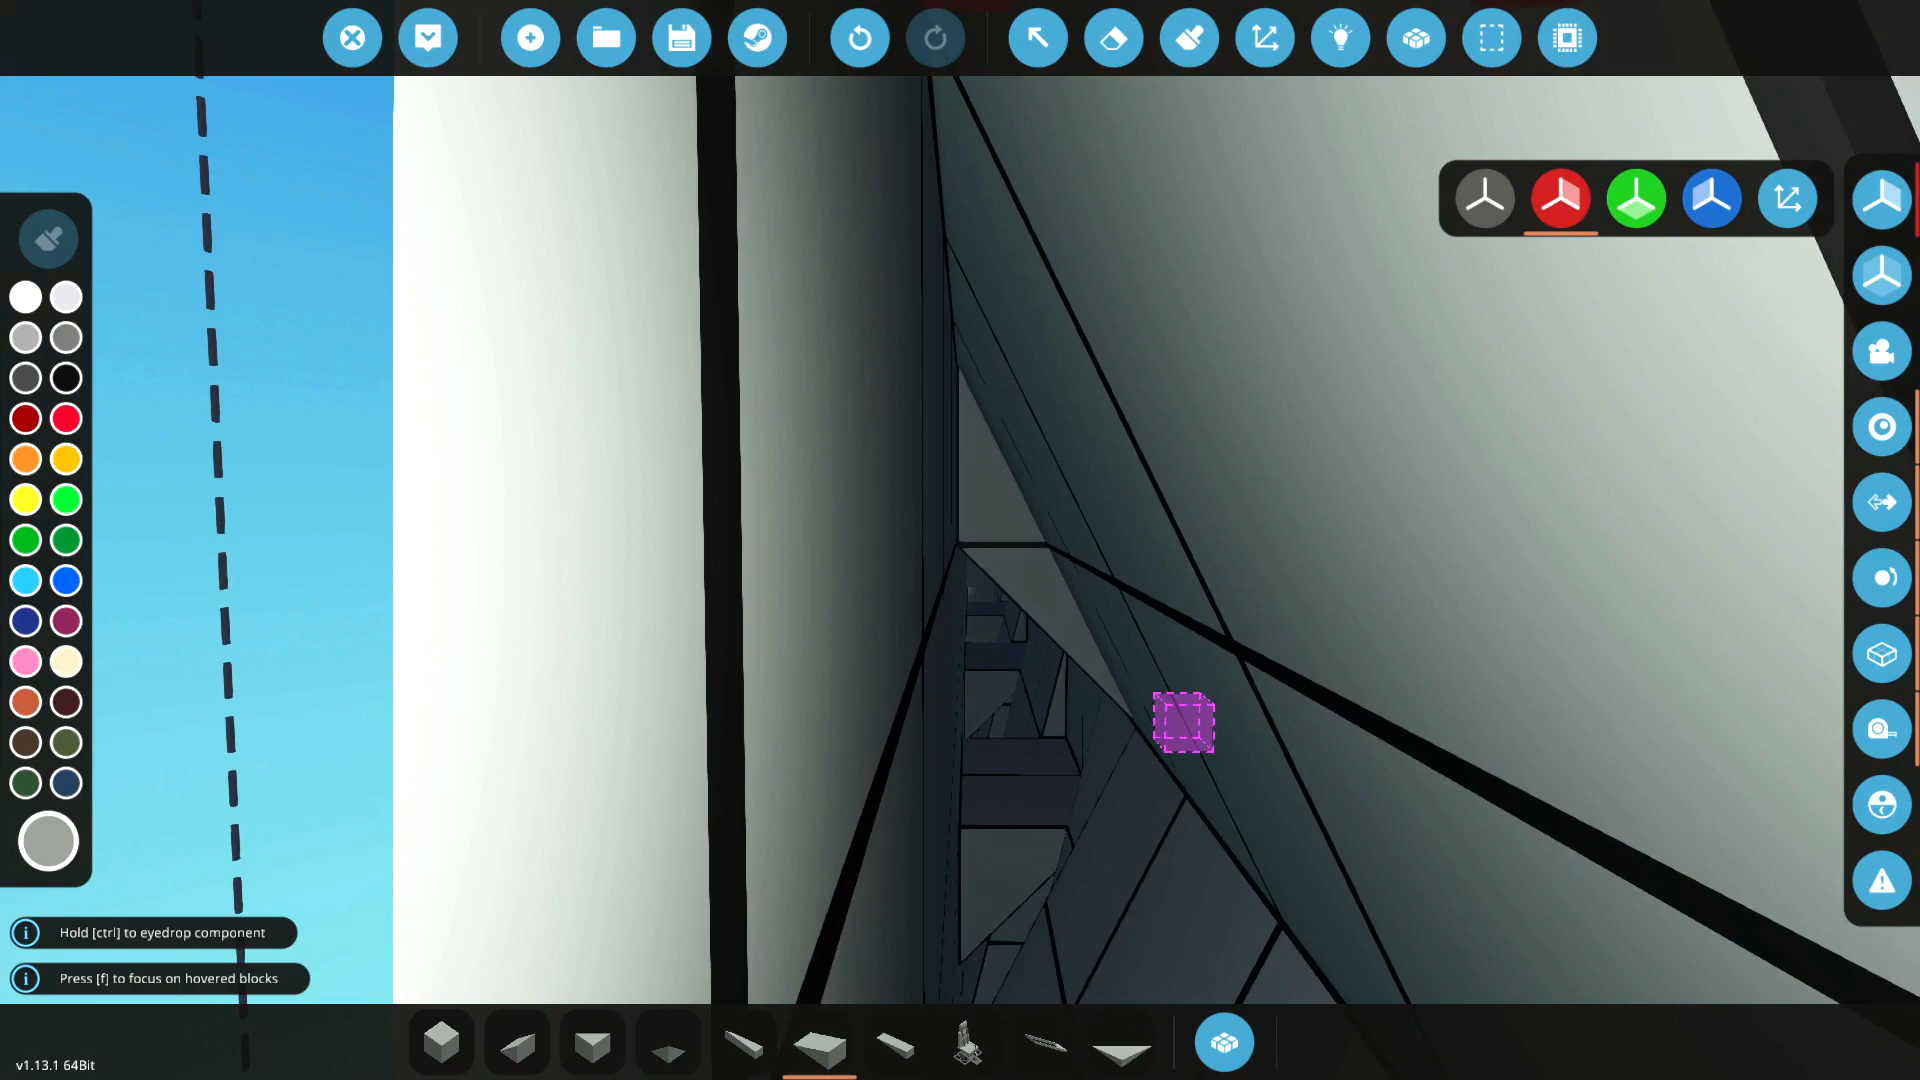 Hold [ctrl] to eyedrop component
Press [f] to focus on hovered blocks
v1.13.1 64Bit